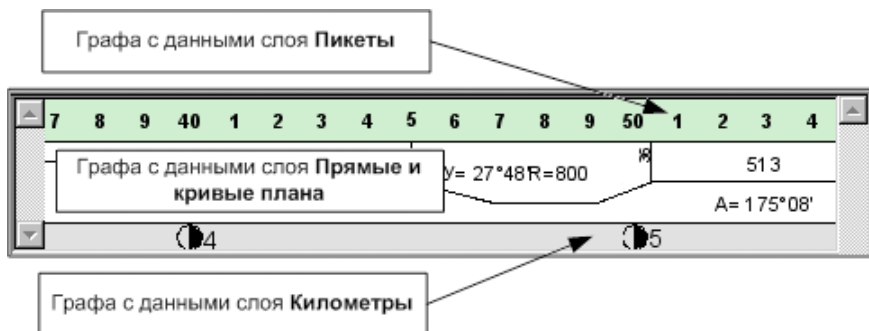 Графа с данными слоя Пикеты
7 8 9 40 1 2 3 4 5 6 7 8 9 50 1 2 3 4
Графа с данными слоя Прямые и
кривые плана
У= 27°48'R=800
513
А= 175°08'
4
5
Графа с данными слоя Километры